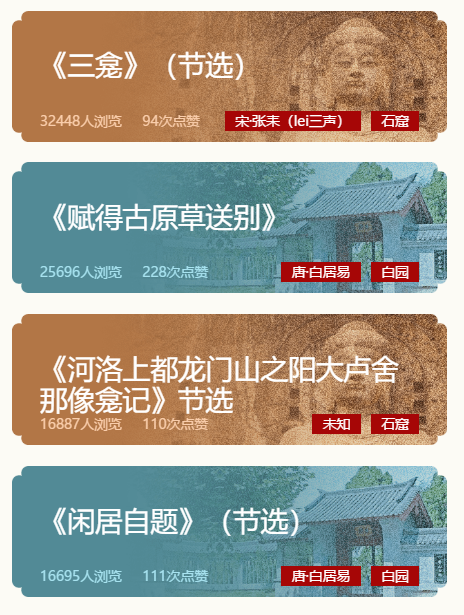 《三龛》（节选）
32448人浏览 94次点赞 宋·张耒（lei三声） 石窟
《赋得古原草送别》
25696人浏览 228次点赞 唐·白居易 白园
《河洛上都龙门山之阳大卢舍
那像龛记》节选
16887人浏览 110次点赞 未知 石窟
《闲居自题》（节选）
16695人浏览 111次点赞 唐·白居易 白园